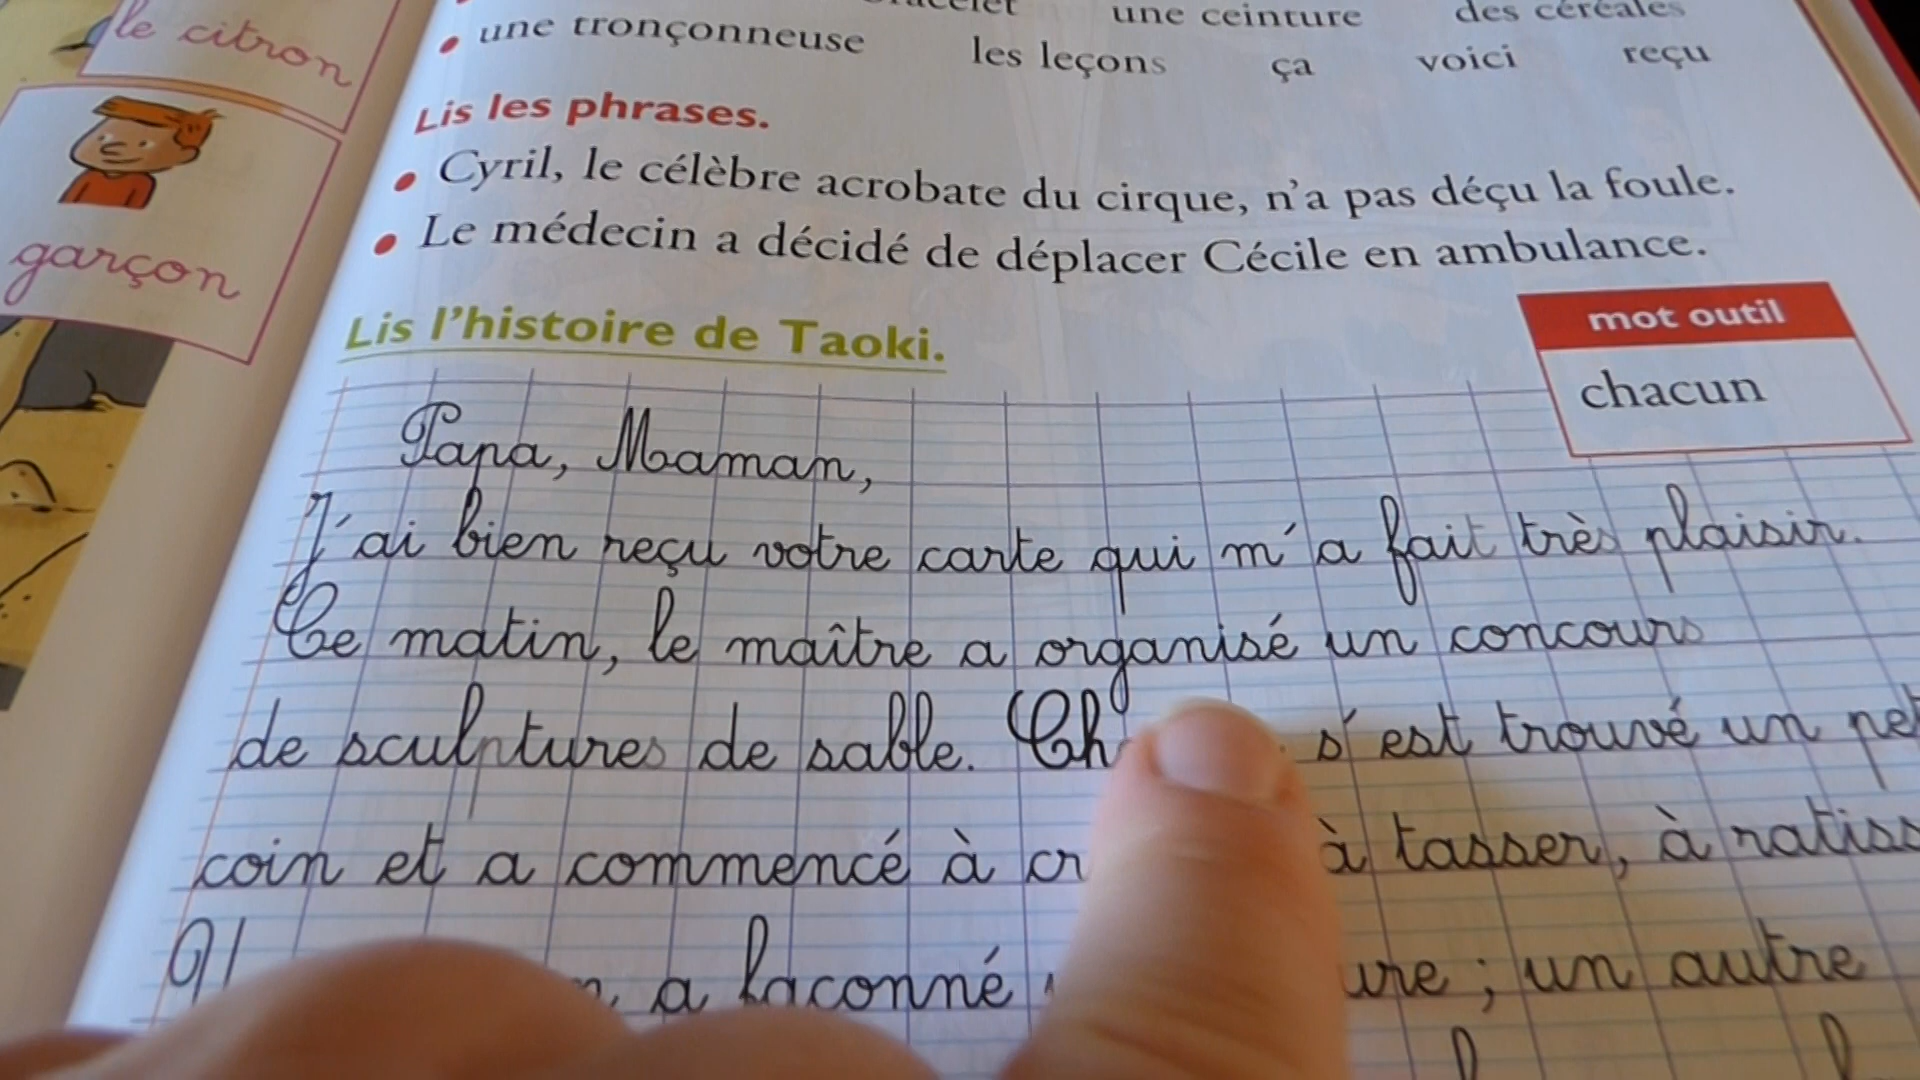 le citron
garçon
une ceinture des céréales
une tronçonneuse les leçons ça voici reçu
Lis les phrases.
Cyril, le célèbre acrobate du cirque, n'a pas déçu la foule.
Le médecin a décidé de déplacer Cécile en ambulance.
Lis l'histoire de Taoki.
mot outil
chacun
Papa, Maman,
J'ai bien reçu votre carte qui m'a fait très plaisir.
Ce matin, le maître a organisé un concours
de sculptures de sable. s'est trouvé un
coin et a commencé à à tasser, à
a façonné ; un autre